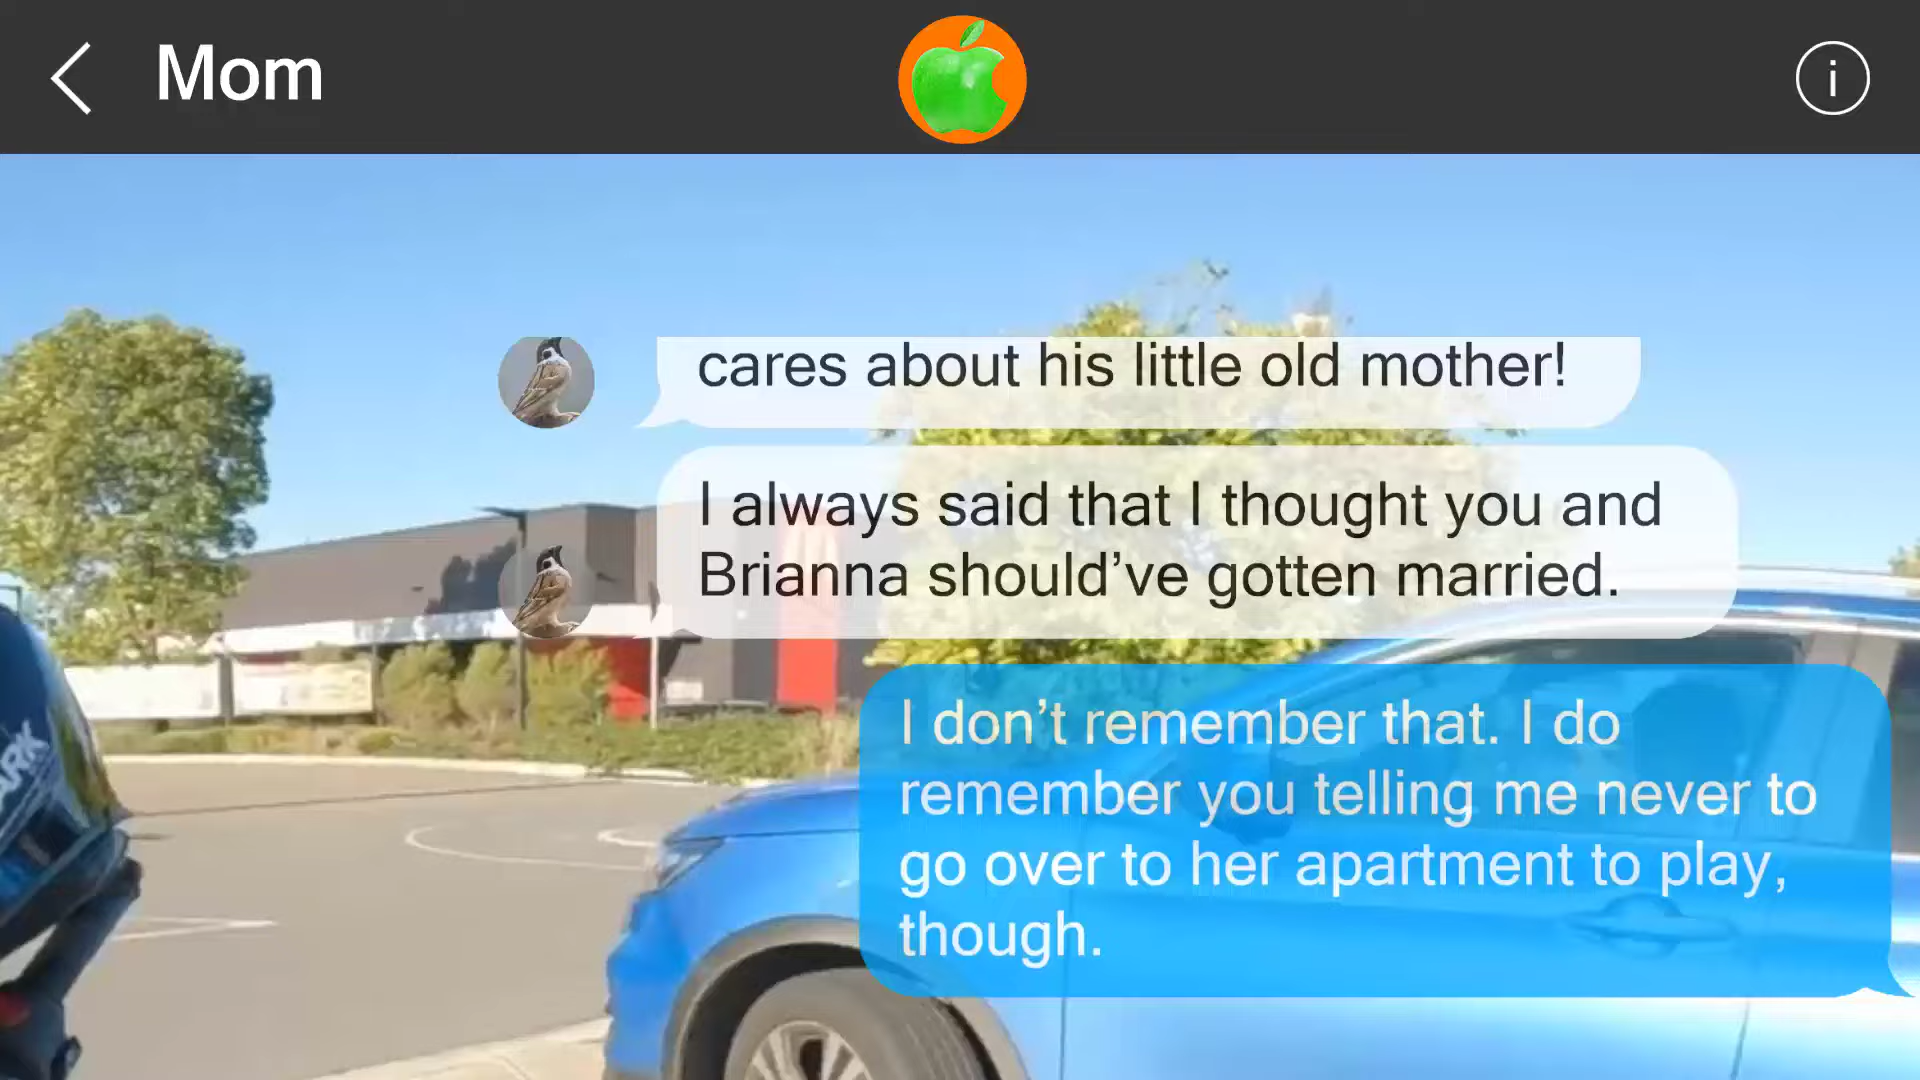 Mom
i
cares about his little old mother!
I always said that I thought you and
Brianna should’ve gotten married.
I don’t remember that. I do
remember you telling me never to
go over to her apartment to play,
though.
ARK